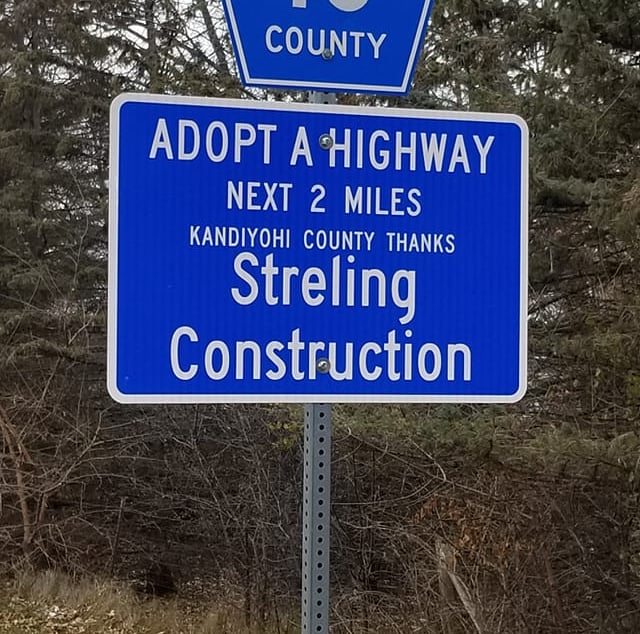 COUNTY
ADOPT A HIGHWAY
NEXT 2 MILES
KANDIYOHI COUNTY THANKS
Streling
Construction